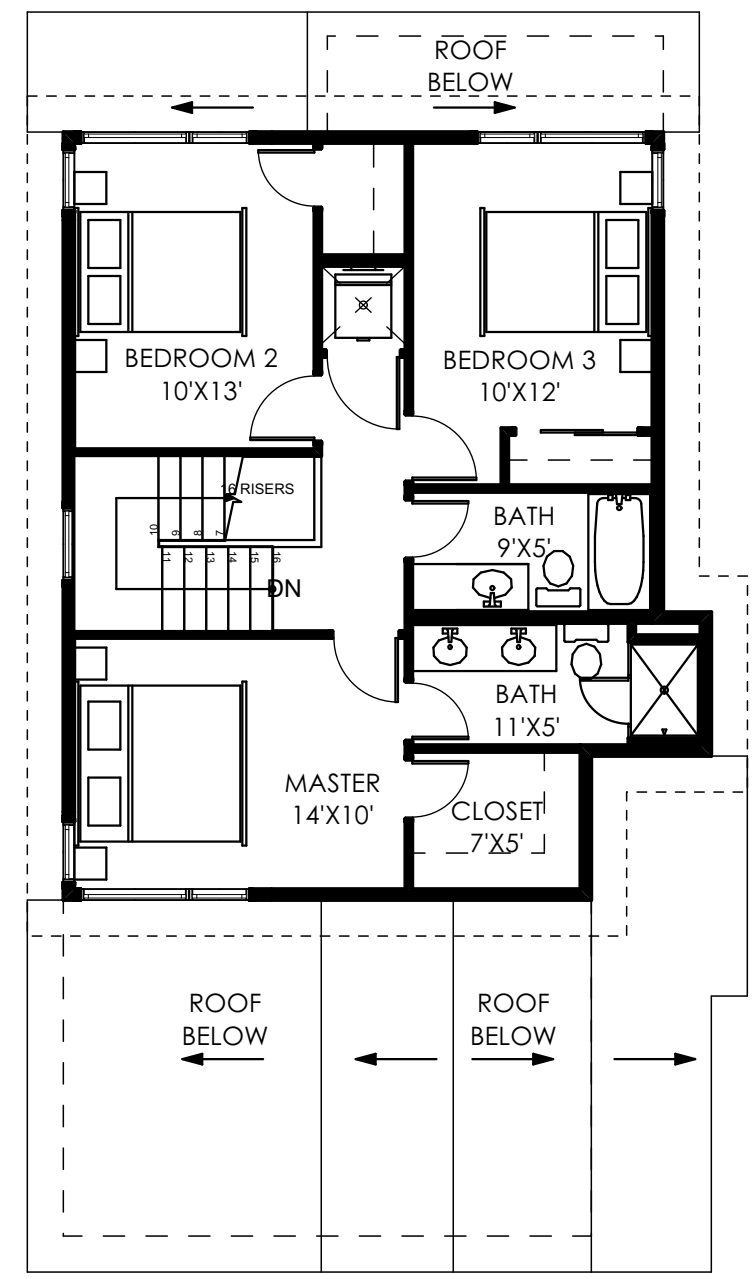 ROOF
BELOW
BEDROOM 2
10'X13'
BEDROOM 3
10'X12'
16 RISERS
10
9
8
7
11
12
13
14
15
16
DN
BATH
9'X5'
BATH
11'X5'
MASTER
14'X10'
CLOSET
7'X5'
ROOF
BELOW
ROOF
BELOW